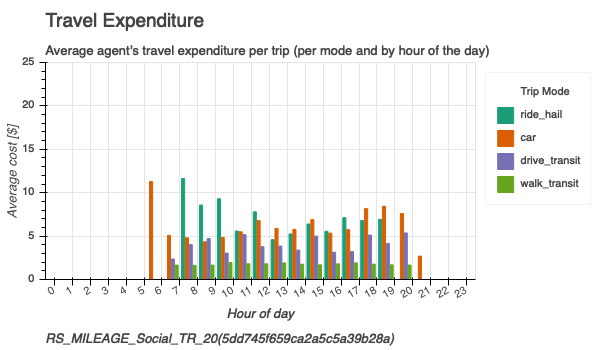 Travel Expenditure
Average agent's travel expenditure per trip (per mode and by hour of the day)
25
20
15
10
5
0
Average cost [$]
0 1 2 3 4 5 6 7 8 9 10 11 12 13 14 15 16 17 18 19 20 21 22 23
Hour of day
Trip Mode
ride_hail
car
drive_transit
walk_transit
RS_MILEAGE_Social_TR_20(5dd745f659ca2a5c5a39b28a)